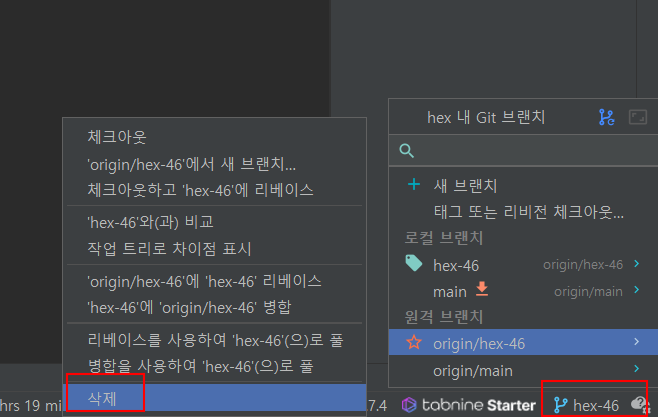 체크아웃
'origin/hex-46'에서 새 브랜치...
체크아웃하고 'hex-46'에 리베이스
'hex-46'와(과) 비교
작업 트리로 차이점 표시
'origin/hex-46'에 'hex-46' 리베이스
'hex-46'에 'origin/hex-46' 병합
리베이스를 사용하여 'hex-46'(으)로 풀
병합을 사용하여 'hex-46'(으)로 풀
삭제
hex 내 Git 브랜치
새 브랜치
태그 또는 리비전 체크아웃...
로컬 브랜치
hex-46 origin/hex-46
main origin/main
원격 브랜치
origin/hex-46
origin/main
hrs 19 mi 7.4 tabnine Starter hex-46